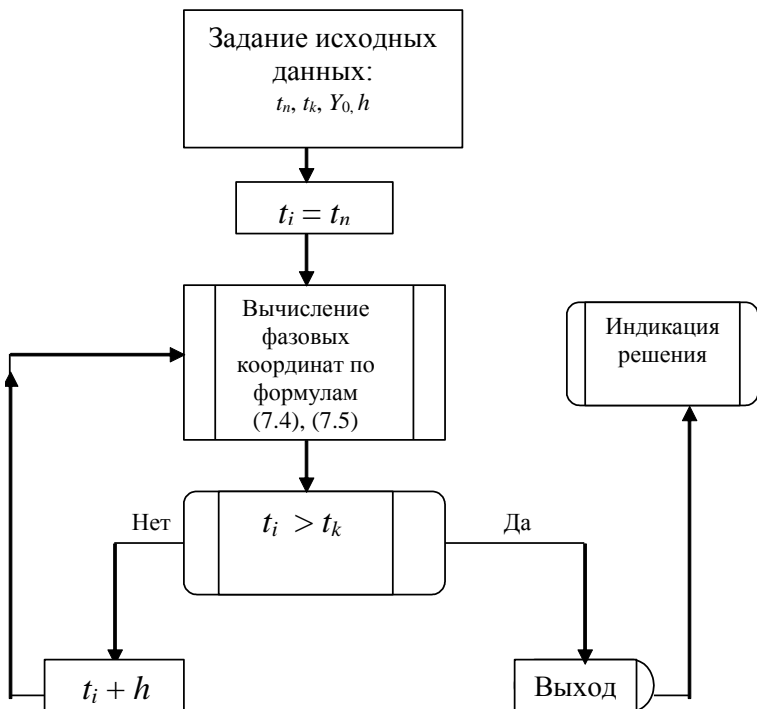 Задание исходных
данных:
tₙ, tₖ, Y₀, h
tᵢ = tₙ
Вычисление
фазовых
координат по
формулам
(7.4), (7.5)
Индикация
решения
Нет
tᵢ > tₖ
Да
tᵢ + h
Выход